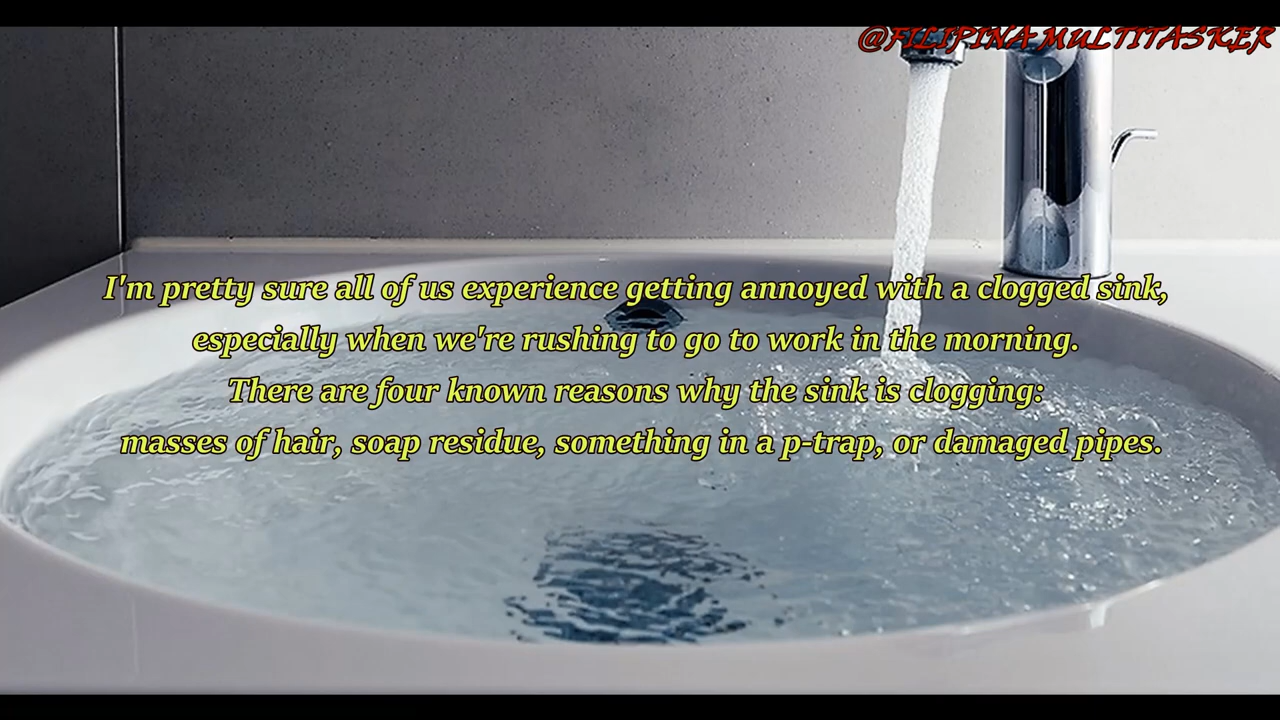 @FILIPINA MULTITASKER
I'm pretty sure all of us experience getting annoyed with a clogged sink,
especially when we're rushing to go to work in the morning.
There are four known reasons why the sink is clogging:
masses of hair, soap residue, something in a p-trap, or damaged pipes.